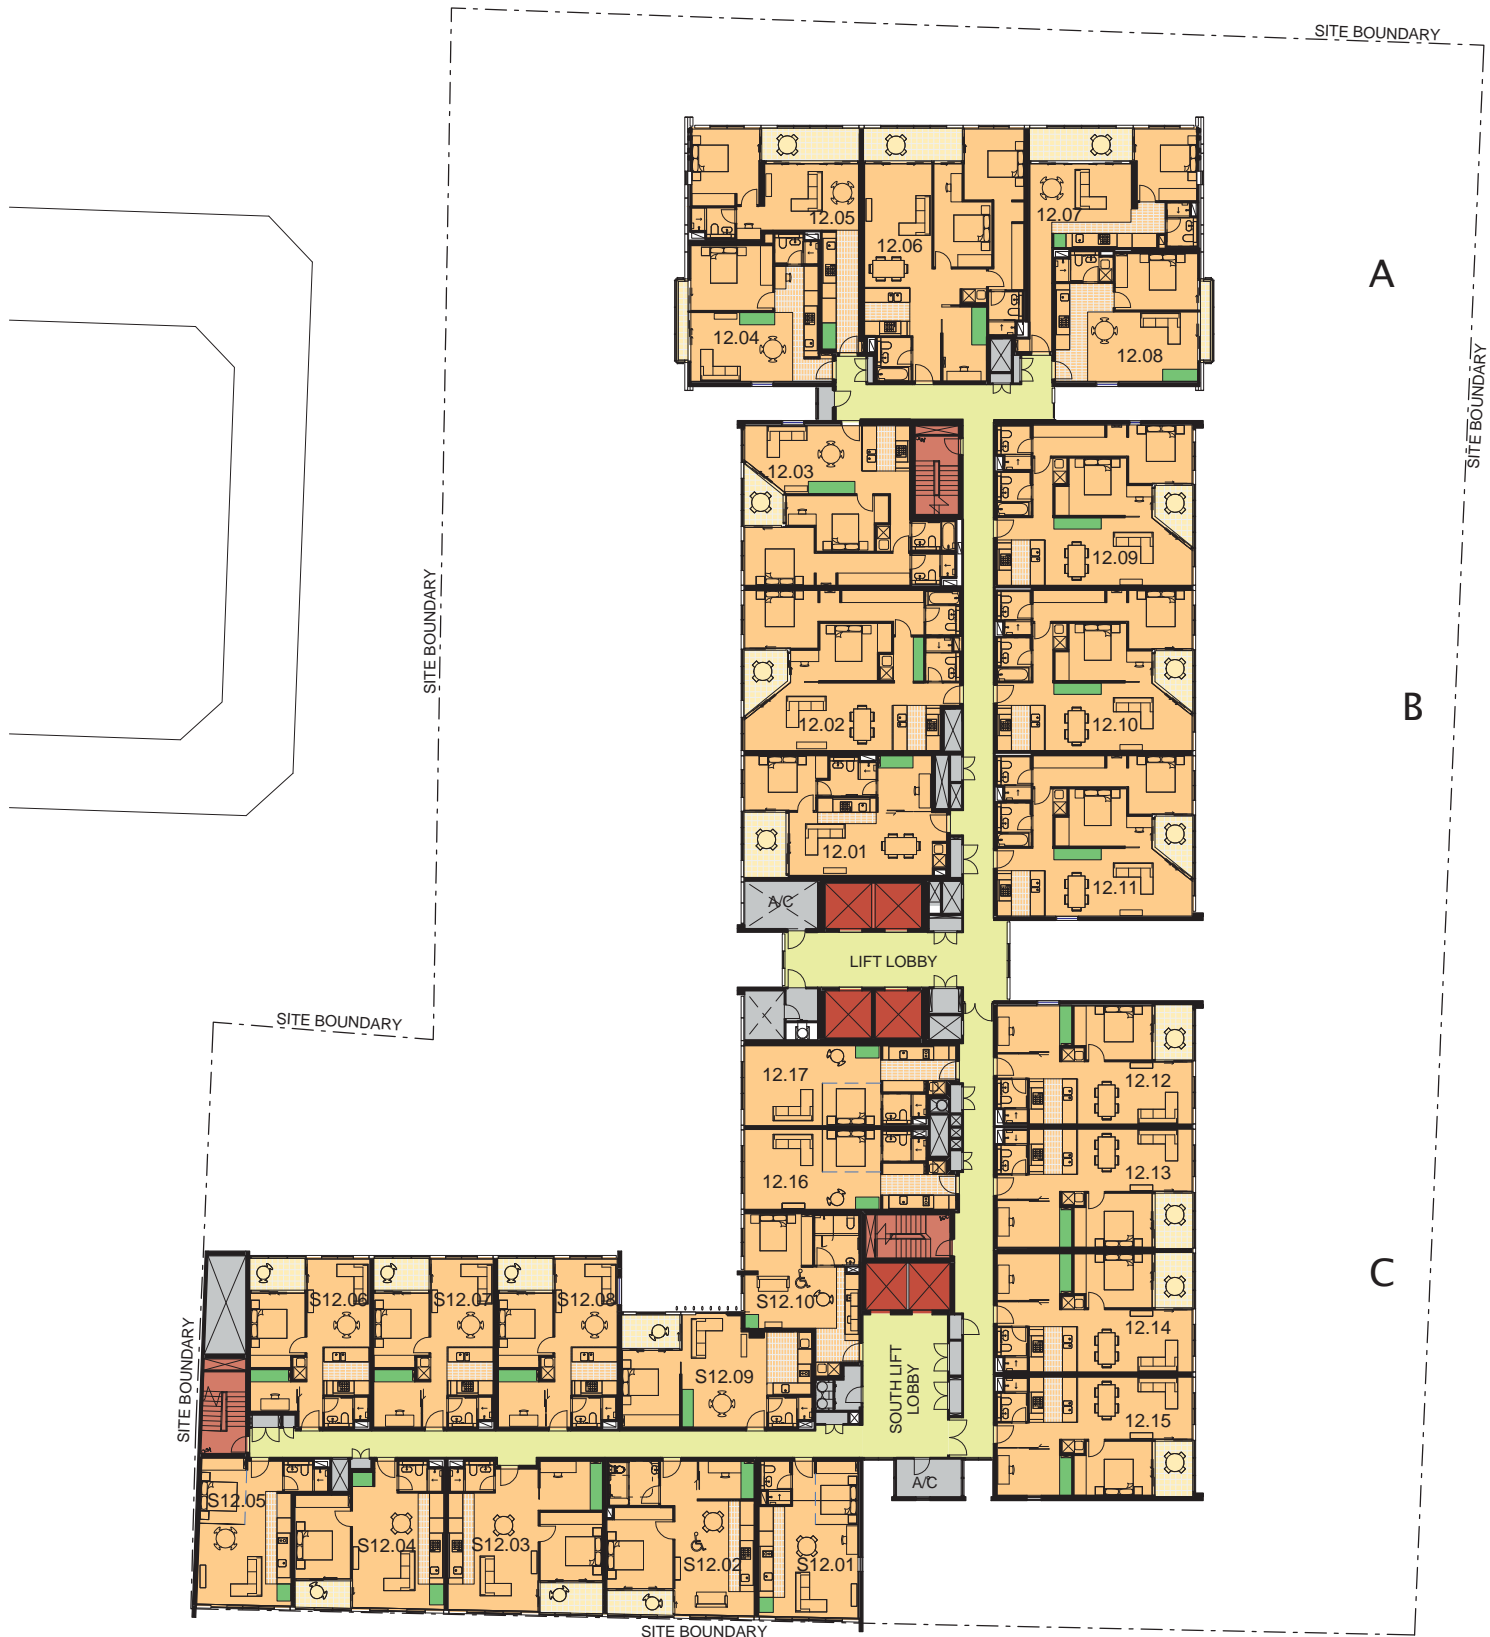 SITE BOUNDARY
12.05
12.07
12.06
A
12.04
12.08
SITE BOUNDARY
12.03
12.09
SITE BOUNDARY
B
12.02
12.10
12.01
12.11
A/C
LIFT LOBBY
SITE BOUNDARY
12.17
12.12
12.16
12.13
C
S12.06
S12.07
S12.08
S12.10
12.14
SITE BOUNDARY
S12.09
SOUTH LIFT
LOBBY
12.15
A/C
S12.05
S12.04
S12.03
S12.02
S12.01
SITE BOUNDARY